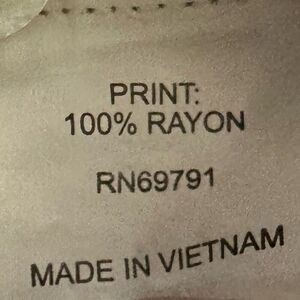 PRINT:
100% RAYON
RN69791
MADE IN VIETNAM